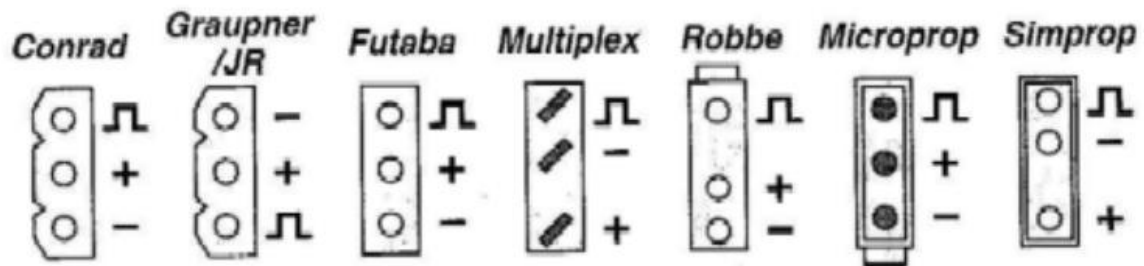 Conrad Graupner /JR Futaba Multiplex Robbe Microprop Simprop
⎍ − ⎍ ⎍ ⎍ ⎍ ⎍
+ + + − + + −
− ⎍ − + − − +